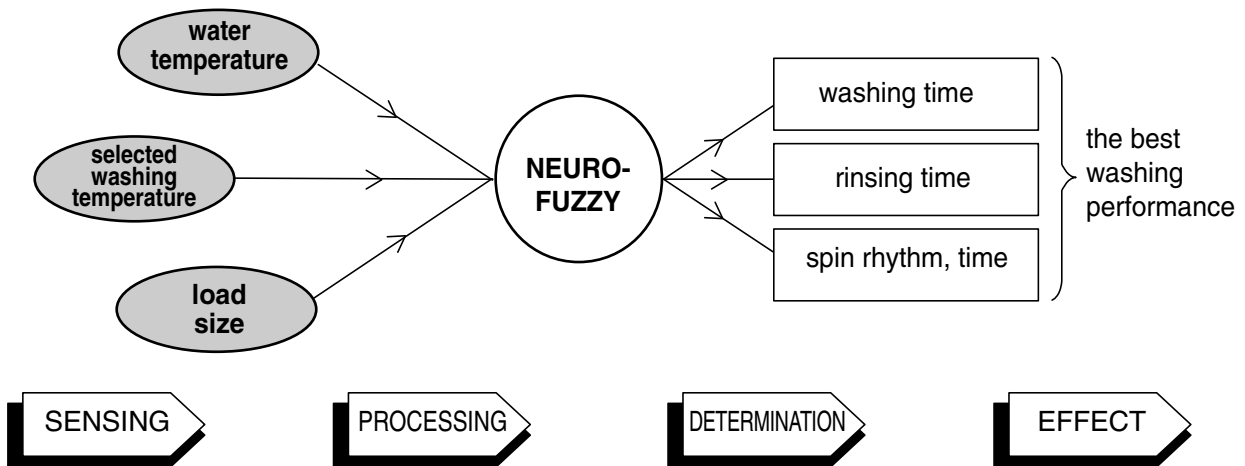 water
temperature
selected
washing
temperature
load
size
NEURO-
FUZZY
washing time
rinsing time
spin rhythm, time
the best
washing
performance
SENSING
PROCESSING
DETERMINATION
EFFECT